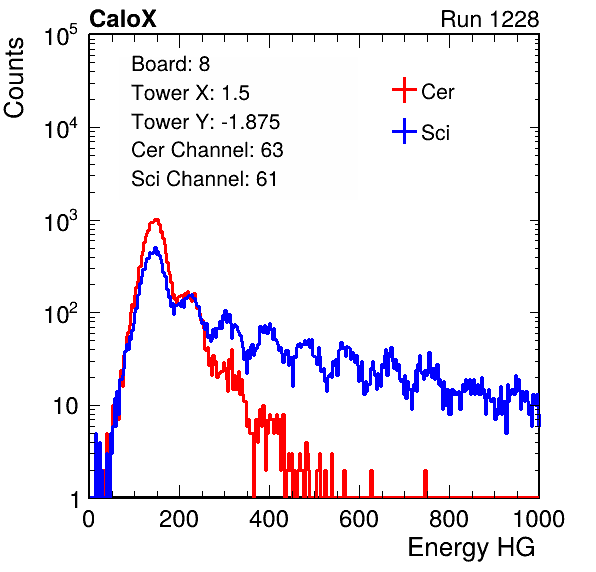 CaloX Run 1228
Counts
10^5
10^4
10^3
10^2
10
1
Board: 8
Tower X: 1.5
Tower Y: -1.875
Cer Channel: 63
Sci Channel: 61
Cer
Sci
0 200 400 600 800 1000
Energy HG